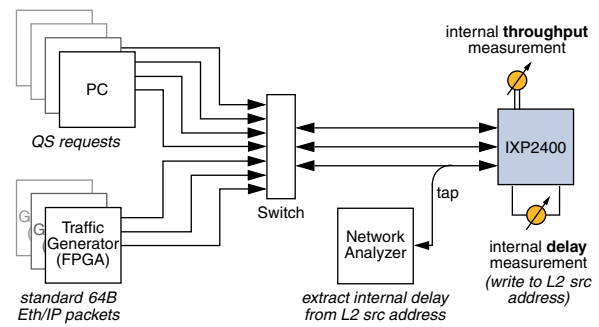 PC
QS requests
G
G
(
Traffic
Generator
(FPGA)
standard 64B
Eth/IP packets
Switch
tap
Network
Analyzer
extract internal delay
from L2 src address
internal throughput
measurement
IXP2400
internal delay
measurement
(write to L2 src
address)